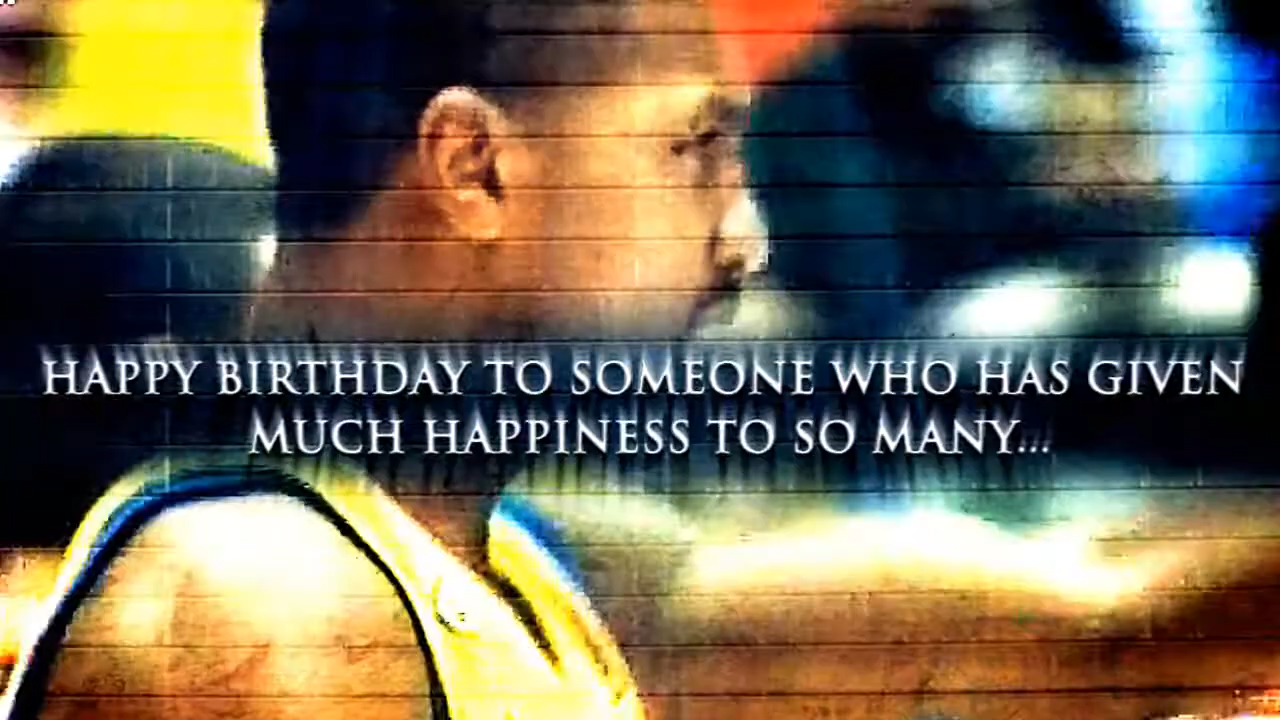 HAPPY BIRTHDAY TO SOMEONE WHO HAS GIVEN
MUCH HAPPINESS TO SO MANY...